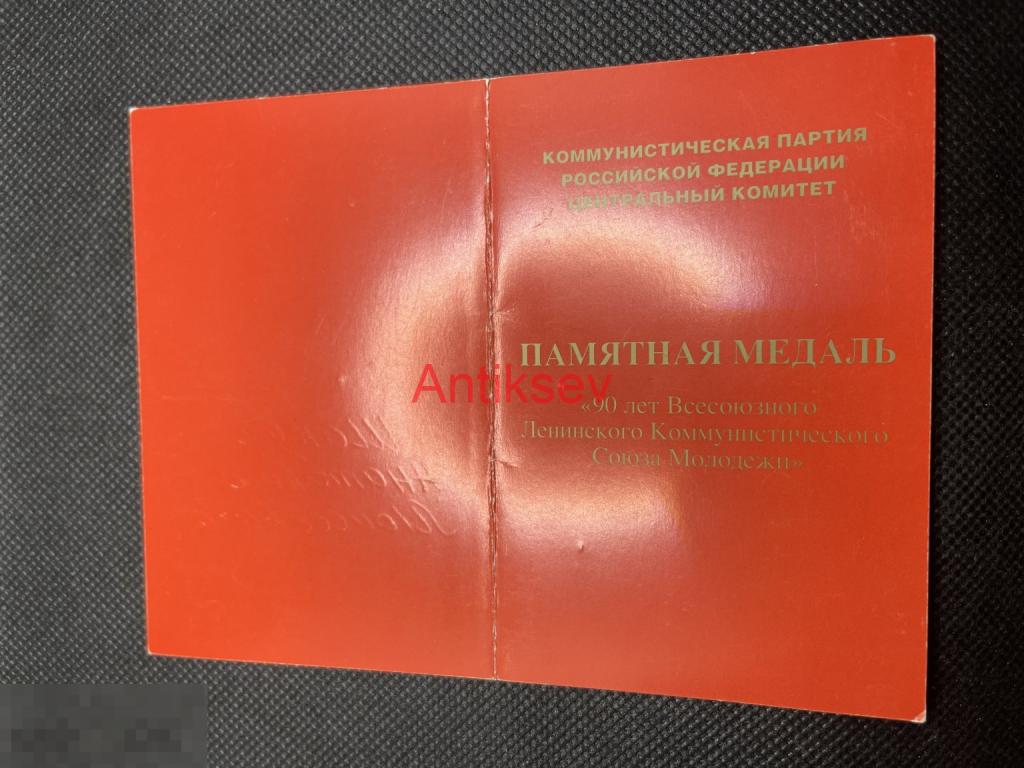 КОММУНИСТИЧЕСКАЯ ПАРТИЯ
РОССИЙСКОЙ ФЕДЕРАЦИИ
ЦЕНТРАЛЬНЫЙ КОМИТЕТ
ПАМЯТНАЯ МЕДАЛЬ
«90 лет Всесоюзного
Ленинского Коммунистического
Союза Молодежи»
Antiksev